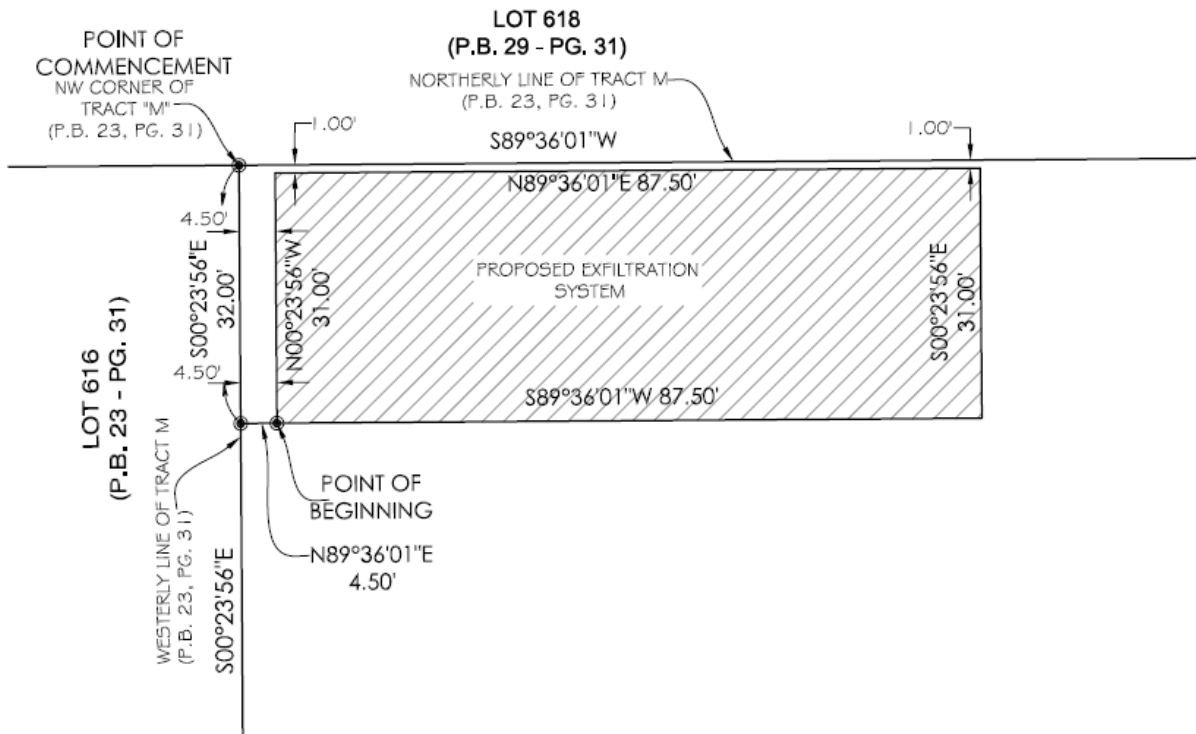 LOT 618
(P.B. 29 - PG. 31)
POINT OF
COMMENCEMENT
NW CORNER OF
TRACT "M"
(P.B. 23, PG. 31)
NORTHERLY LINE OF TRACT M
(P.B. 23, PG. 31)
1.00'
S89°36'01"W
1.00'
N89°36'01"E 87.50'
4.50'
S00°23'56"E
32.00'
N00°23'56"W
31.00'
PROPOSED EXFILTRATION
SYSTEM
S00°23'56"E
31.00'
4.50'
S89°36'01"W 87.50'
LOT 616
(P.B. 23 - PG. 31)
WESTERLY LINE OF TRACT M
(P.B. 23, PG. 31)
S00°23'56"E
POINT OF
BEGINNING
N89°36'01"E
4.50'